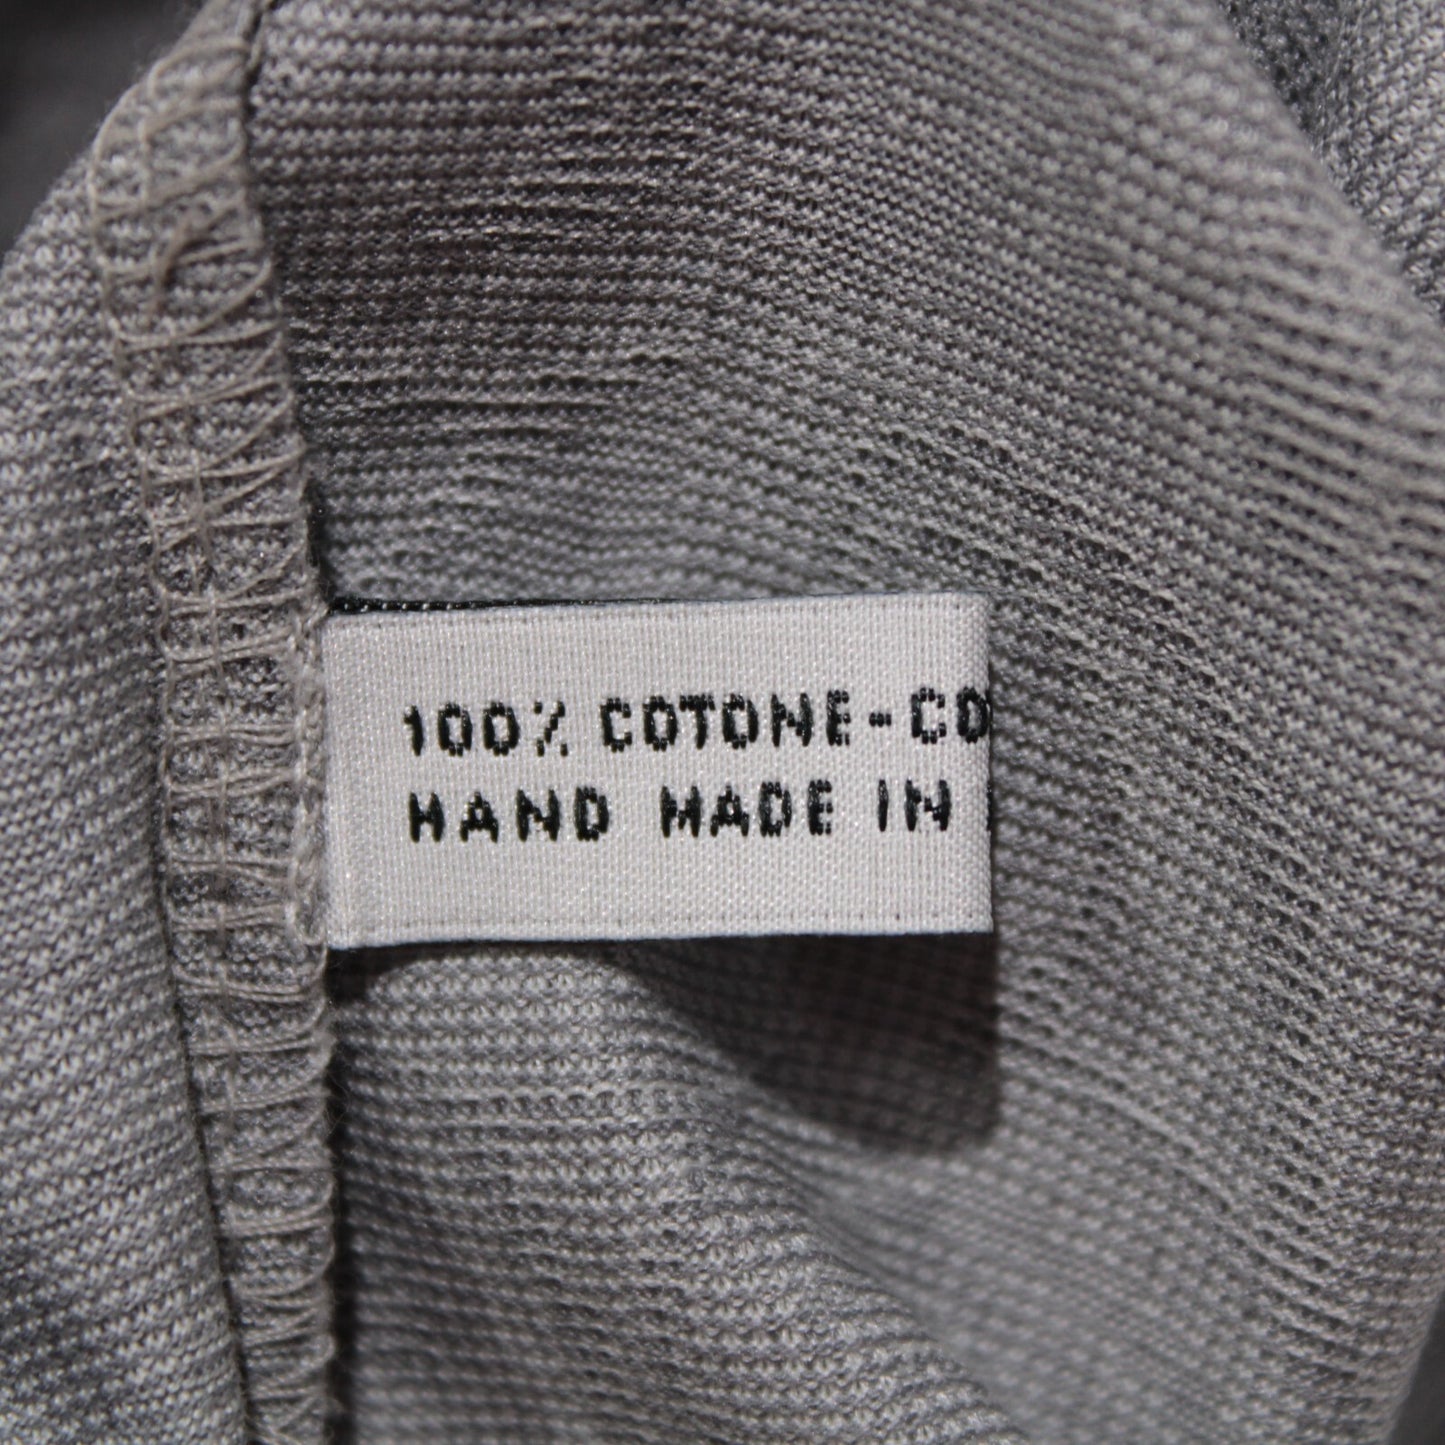 100% COTONE-CO
HAND MADE IN